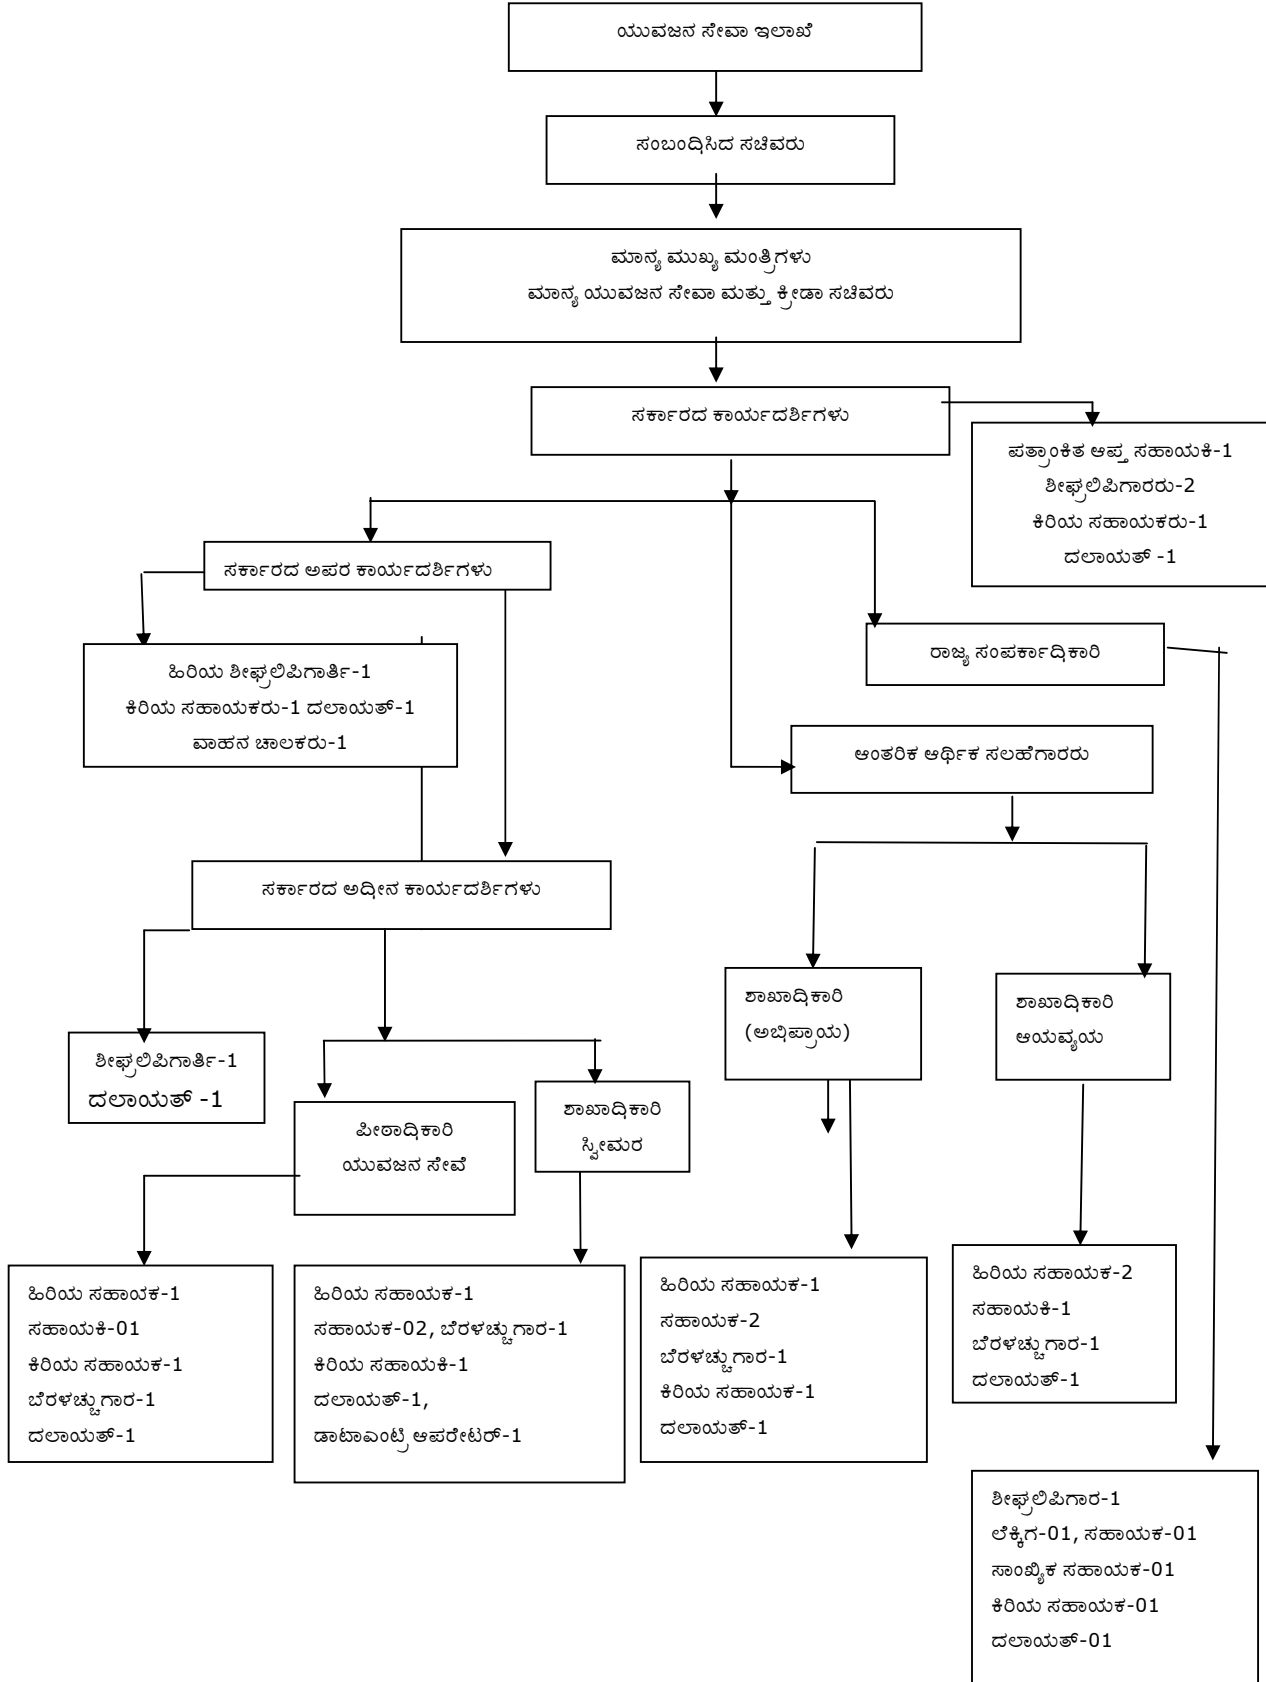 ಯುವಜನ ಸೇವಾ ಇಲಾಖೆ
ಸಂಬಂಧಿಸಿದ ಸಚಿವರು
ಮಾನ್ಯ ಮುಖ್ಯ ಮಂತ್ರಿಗಳು
ಮಾನ್ಯ ಯುವಜನ ಸೇವಾ ಮತ್ತು ಕ್ರೀಡಾ ಸಚಿವರು
ಸರ್ಕಾರದ ಕಾರ್ಯದರ್ಶಿಗಳು
ಪತ್ರಾಂಕಿತ ಆಪ್ತ ಸಹಾಯಕಿ-1
ಶೀಘ್ರಲಿಪಿಗಾರರು-2
ಕಿರಿಯ ಸಹಾಯಕರು-1
ದಲಾಯತ್ -1
ಸರ್ಕಾರದ ಅಪರ ಕಾರ್ಯದರ್ಶಿಗಳು
ಹಿರಿಯ ಶೀಘ್ರಲಿಪಿಗಾರ್ತಿ-1
ಕಿರಿಯ ಸಹಾಯಕರು-1 ದಲಾಯತ್-1
ವಾಹನ ಚಾಲಕರು-1
ರಾಜ್ಯ ಸಂಪರ್ಕಾಧಿಕಾರಿ
ಆಂತರಿಕ ಆರ್ಥಿಕ ಸಲಹೆಗಾರರು
ಸರ್ಕಾರದ ಅಧೀನ ಕಾರ್ಯದರ್ಶಿಗಳು
ಶೀಘ್ರಲಿಪಿಗಾರ್ತಿ-1
ದಲಾಯತ್ -1
ಪೀಠಾಧಿಕಾರಿ
ಯುವಜನ ಸೇವೆ
ಶಾಖಾಧಿಕಾರಿ
ಸ್ವೀಮರ
ಶಾಖಾಧಿಕಾರಿ
(ಅಭಿಪ್ರಾಯ)
ಶಾಖಾಧಿಕಾರಿ
ಆಯವ್ಯಯ
ಹಿರಿಯ ಸಹಾಯಕ-1
ಸಹಾಯಕಿ-01
ಕಿರಿಯ ಸಹಾಯಕ-1
ಬೆರಳಚ್ಚುಗಾರ-1
ದಲಾಯತ್-1
ಹಿರಿಯ ಸಹಾಯಕ-1
ಸಹಾಯಕ-02, ಬೆರಳಚ್ಚುಗಾರ-1
ಕಿರಿಯ ಸಹಾಯಕಿ-1
ದಲಾಯತ್-1,
ಡಾಟಾಎಂಟ್ರಿ ಆಪರೇಟರ್-1
ಹಿರಿಯ ಸಹಾಯಕ-1
ಸಹಾಯಕ-2
ಬೆರಳಚ್ಚುಗಾರ-1
ಕಿರಿಯ ಸಹಾಯಕ-1
ದಲಾಯತ್-1
ಹಿರಿಯ ಸಹಾಯಕ-2
ಸಹಾಯಕಿ-1
ಬೆರಳಚ್ಚುಗಾರ-1
ದಲಾಯತ್-1
ಶೀಘ್ರಲಿಪಿಗಾರ-1
ಲೆಕ್ಕಿಗ-01, ಸಹಾಯಕ-01
ಸಾಂಖ್ಯಿಕ ಸಹಾಯಕ-01
ಕಿರಿಯ ಸಹಾಯಕ-01
ದಲಾಯತ್-01